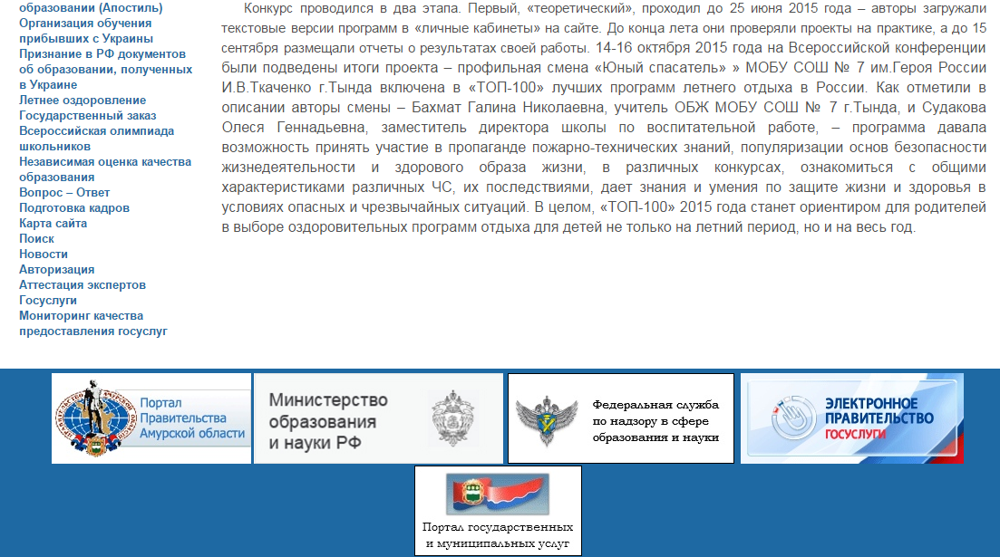 образовании (Апостиль)
Организация обучения
прибывших с Украины
Признание в РФ документов
об образовании, полученных
в Украине
Летнее оздоровление
Государственный заказ
Всероссийская олимпиада
школьников
Независимая оценка качества
образования
Вопрос – Ответ
Подготовка кадров
Карта сайта
Поиск
Новости
Авторизация
Аттестация экспертов
Госуслуги
Мониторинг качества
предоставления госуслуг
Конкурс проводился в два этапа. Первый, «теоретический», проходил до 25 июня 2015 года – авторы загружали
текстовые версии программ в «личные кабинеты» на сайте. До конца лета они проверяли проекты на практике, а до 15
сентября размещали отчеты о результатах своей работы. 14-16 октября 2015 года на Всероссийской конференции
были подведены итоги проекта – профильная смена «Юный спасатель» » МОБУ СОШ № 7 им.Героя России
И.В.Ткаченко г.Тында включена в «ТОП-100» лучших программ летнего отдыха в России. Как отметили в
описании авторы смены – Бахмат Галина Николаевна, учитель ОБЖ МОБУ СОШ № 7 г.Тында, и Судакова
Олеся Геннадьевна, заместитель директора школы по воспитательной работе, – программа давала
возможность принять участие в пропаганде пожарно-технических знаний, популяризации основ безопасности
жизнедеятельности и здорового образа жизни, в различных конкурсах, ознакомиться с общими
характеристиками различных ЧС, их последствиями, дает знания и умения по защите жизни и здоровья в
условиях опасных и чрезвычайных ситуаций. В целом, «ТОП-100» 2015 года станет ориентиром для родителей
в выборе оздоровительных программ отдыха для детей не только на летний период, но и на весь год.
Портал
Правительства
Амурской области
Министерство
образования
и науки РФ
Федеральная служба
по надзору в сфере
образования и науки
ЭЛЕКТРОННОЕ
ПРАВИТЕЛЬСТВО
ГОСУСЛУГИ
Портал государственных
и муниципальных услуг